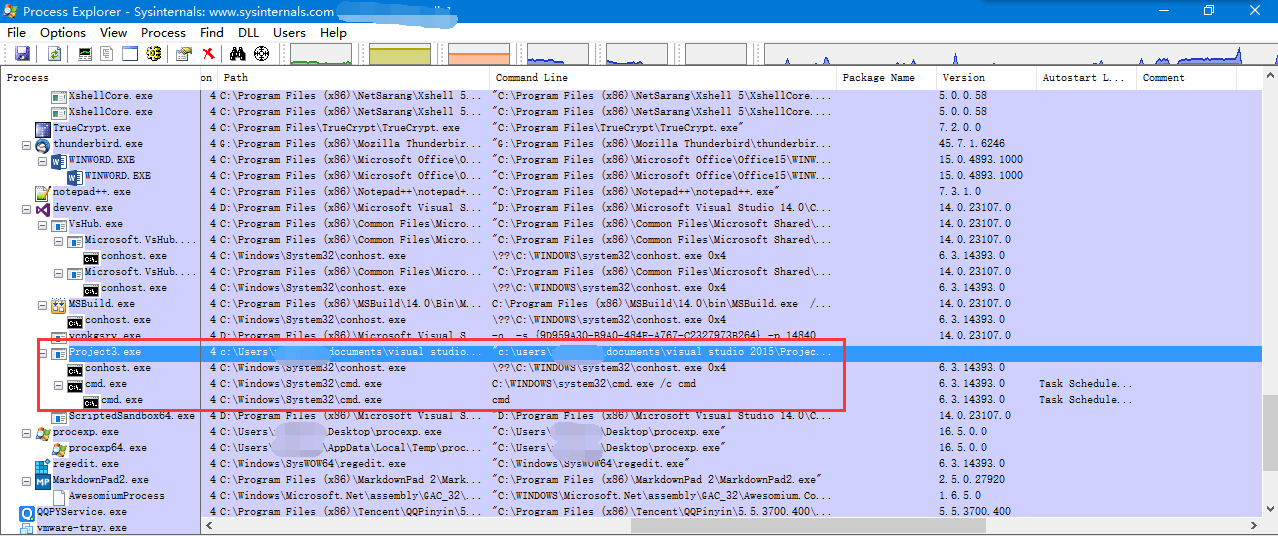 Process Explorer - Sysinternals: www.sysinternals.com
File Options View Process Find DLL Users Help
Process on Path Command Line Package Name Version Autostart L... Comment
XshellCore.exe 4 C:\Program Files (x86)\NetSarang\Xshell 5... "C:\Program Files (x86)\NetSarang\Xshell 5\XshellCore.... 5.0.0.58
XshellCore.exe 4 C:\Program Files (x86)\NetSarang\Xshell 5... "C:\Program Files (x86)\NetSarang\Xshell 5\XshellCore.... 5.0.0.58
TrueCrypt.exe 4 C:\Program Files\TrueCrypt\TrueCrypt.exe "C:\Program Files\TrueCrypt\TrueCrypt.exe" 7.2.0.0
thunderbird.exe 4 G:\Program Files (x86)\Mozilla Thunderbir... "G:\Program Files (x86)\Mozilla Thunderbird\thunderbir... 45.7.1.6246
WINWORD.EXE 4 C:\Program Files (x86)\Microsoft Office\O... "C:\Program Files (x86)\Microsoft Office\Office15\WINW... 15.0.4893.1000
WINWORD.EXE 4 C:\Program Files (x86)\Microsoft Office\O... "C:\Program Files (x86)\Microsoft Office\Office15\WINW... 15.0.4893.1000
notepad++.exe 4 C:\Program Files (x86)\Notepad++\notepad+... "C:\Program Files (x86)\Notepad++\notepad++.exe" 7.3.1.0
devenv.exe 4 D:\Program Files (x86)\Microsoft Visual S... "D:\Program Files (x86)\Microsoft Visual Studio 14.0\C... 14.0.23107.0
VsHub.exe 4 C:\Program Files (x86)\Common Files\Micro... "C:\Program Files (x86)\Common Files\Microsoft Shared\... 14.0.23107.0
Microsoft.VsHub.... 4 C:\Program Files (x86)\Common Files\Micro... "C:\Program Files (x86)\Common Files\Microsoft Shared\... 14.0.23107.0
conhost.exe 4 C:\Windows\System32\conhost.exe \??\C:\WINDOWS\system32\conhost.exe 0x4 6.3.14393.0
Microsoft.VsHub.... 4 C:\Program Files (x86)\Common Files\Micro... "C:\Program Files (x86)\Common Files\Microsoft Shared\... 14.0.23107.0
conhost.exe 4 C:\Windows\System32\conhost.exe \??\C:\WINDOWS\system32\conhost.exe 0x4 6.3.14393.0
MSBuild.exe 4 C:\Program Files (x86)\MSBuild\14.0\Bin\M... C:\Program Files (x86)\MSBuild\14.0\bin\MSBuild.exe /... 14.0.23107.0
conhost.exe 4 C:\Windows\System32\conhost.exe \??\C:\WINDOWS\system32\conhost.exe 0x4 6.3.14393.0
vcpkgsrv.exe 4 D:\Program Files (x86)\Microsoft Visual S... 14.0.23107.0
Project3.exe 4 c:\Users\ documents\visual studio... "c:\users\ documents\visual studio 2015\Projec...
conhost.exe 4 C:\Windows\System32\conhost.exe \??\C:\WINDOWS\system32\conhost.exe 0x4 6.3.14393.0
cmd.exe 4 C:\Windows\System32\cmd.exe C:\WINDOWS\system32\cmd.exe /c cmd 6.3.14393.0 Task Schedule...
cmd.exe 4 C:\Windows\System32\cmd.exe cmd 6.3.14393.0 Task Schedule...
ScriptedSandbox64.exe 4 D:\Program Files (x86)\Microsoft Visual S... "D:\Program Files (x86)\Microsoft Visual Studio 14.0\C... 14.0.23107.0
procexp.exe 4 C:\Users\ \Desktop\procexp.exe "C:\Users\ \Desktop\procexp.exe" 16.5.0.0
procexp64.exe 4 C:\Users\ \AppData\Local\Temp\proc... "C:\Users\ \Desktop\procexp.exe" 16.5.0.0
regedit.exe 4 C:\Windows\SysWOW64\regedit.exe "C:\Windows\SysWOW64\regedit.exe" 6.3.14393.0
MarkdownPad2.exe 4 C:\Program Files (x86)\MarkdownPad 2\Mark... "C:\Program Files (x86)\MarkdownPad 2\MarkdownPad2.exe" 2.5.0.27920
AwesomiumProcess 4 C:\Windows\Microsoft.Net\assembly\GAC_32\... "C:\WINDOWS\Microsoft.Net\assembly\GAC_32\Awesomium.Co... 1.6.5.0
QQPYService.exe 4 C:\Program Files (x86)\Tencent\QQPinyin\5... "C:\Program Files (x86)\Tencent\QQPinyin\5.5.3700.400\... 5.5.3700.400
vmware-tray.exe